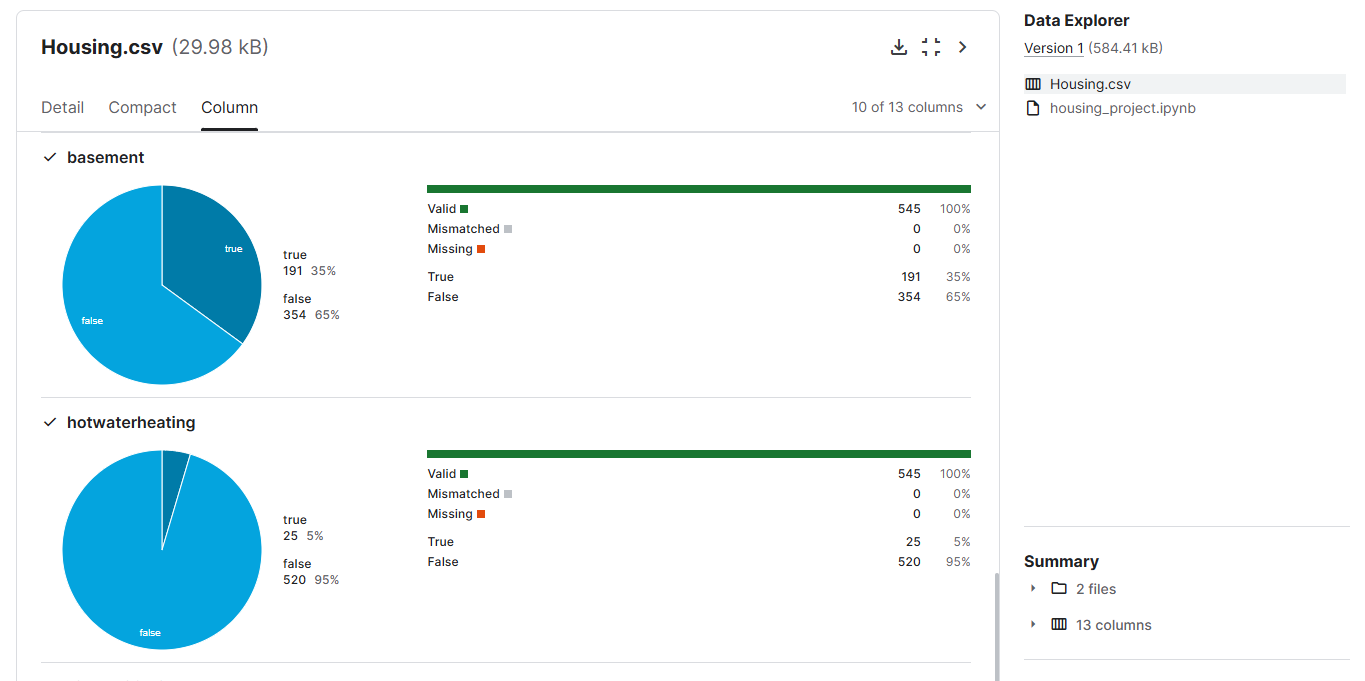 Housing.csv (29.98 kB)
Detail Compact Column
10 of 13 columns
basement
true
false
true
191 35%
false
354 65%
Valid 545 100%
Mismatched 0 0%
Missing 0 0%
True 191 35%
False 354 65%
hotwaterheating
false
true
25 5%
false
520 95%
Valid 545 100%
Mismatched 0 0%
Missing 0 0%
True 25 5%
False 520 95%
Data Explorer
Version 1 (584.41 kB)
Housing.csv
housing_project.ipynb
Summary
2 files
13 columns